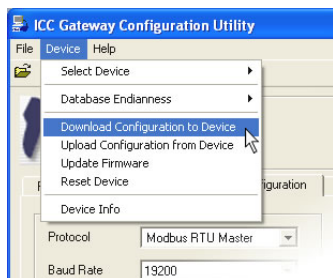 ICC Gateway Configuration Utility
File Device Help
Select Device
Database Endianness
Download Configuration to Device
Upload Configuration from Device
Update Firmware
Reset Device
iguration
Device Info
Protocol Modbus RTU Master
Baud Rate 19200